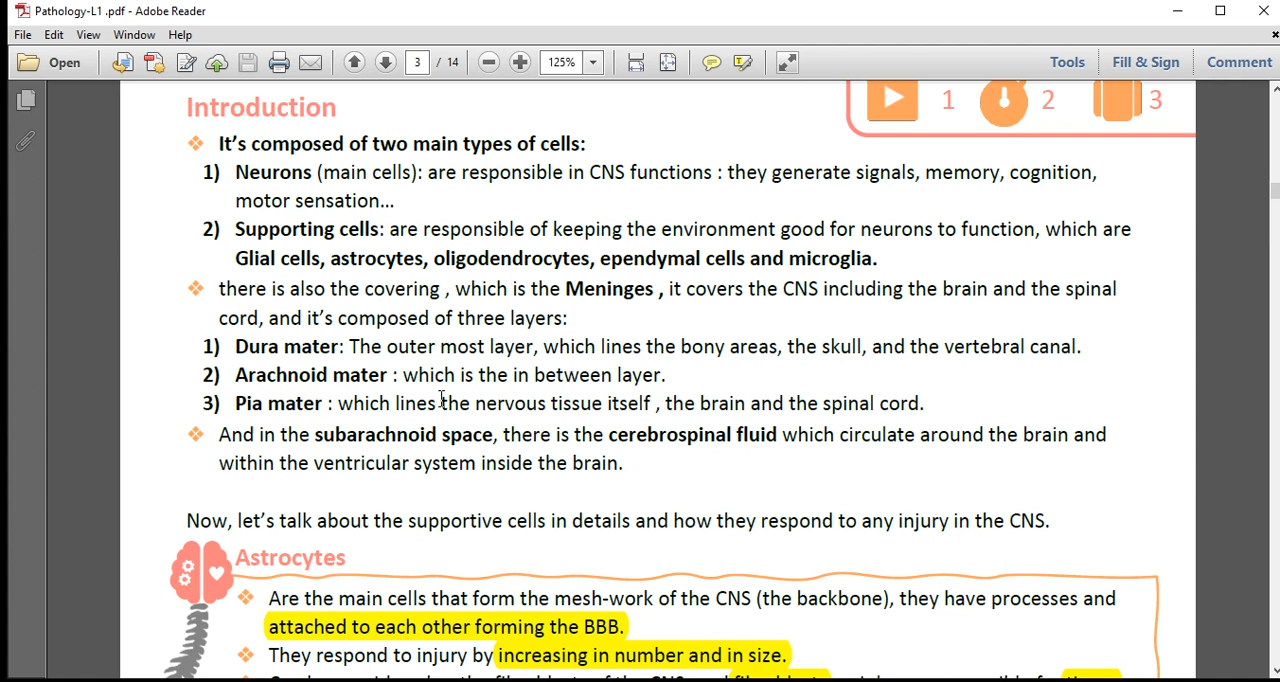 Pathology-L1 .pdf - Adobe Reader
File Edit View Window Help
Open 3 / 14 125% Tools Fill & Sign Comment
1 2 3
Introduction
It's composed of two main types of cells:
1) Neurons (main cells): are responsible in CNS functions : they generate signals, memory, cognition,
motor sensation...
2) Supporting cells: are responsible of keeping the environment good for neurons to function, which are
Glial cells, astrocytes, oligodendrocytes, ependymal cells and microglia.
there is also the covering , which is the Meninges , it covers the CNS including the brain and the spinal
cord, and it's composed of three layers:
1) Dura mater: The outer most layer, which lines the bony areas, the skull, and the vertebral canal.
2) Arachnoid mater : which is the in between layer.
3) Pia mater : which lines the nervous tissue itself , the brain and the spinal cord.
And in the subarachnoid space, there is the cerebrospinal fluid which circulate around the brain and
within the ventricular system inside the brain.
Now, let's talk about the supportive cells in details and how they respond to any injury in the CNS.
Astrocytes
Are the main cells that form the mesh-work of the CNS (the backbone), they have processes and
attached to each other forming the BBB.
They respond to injury by increasing in number and in size.